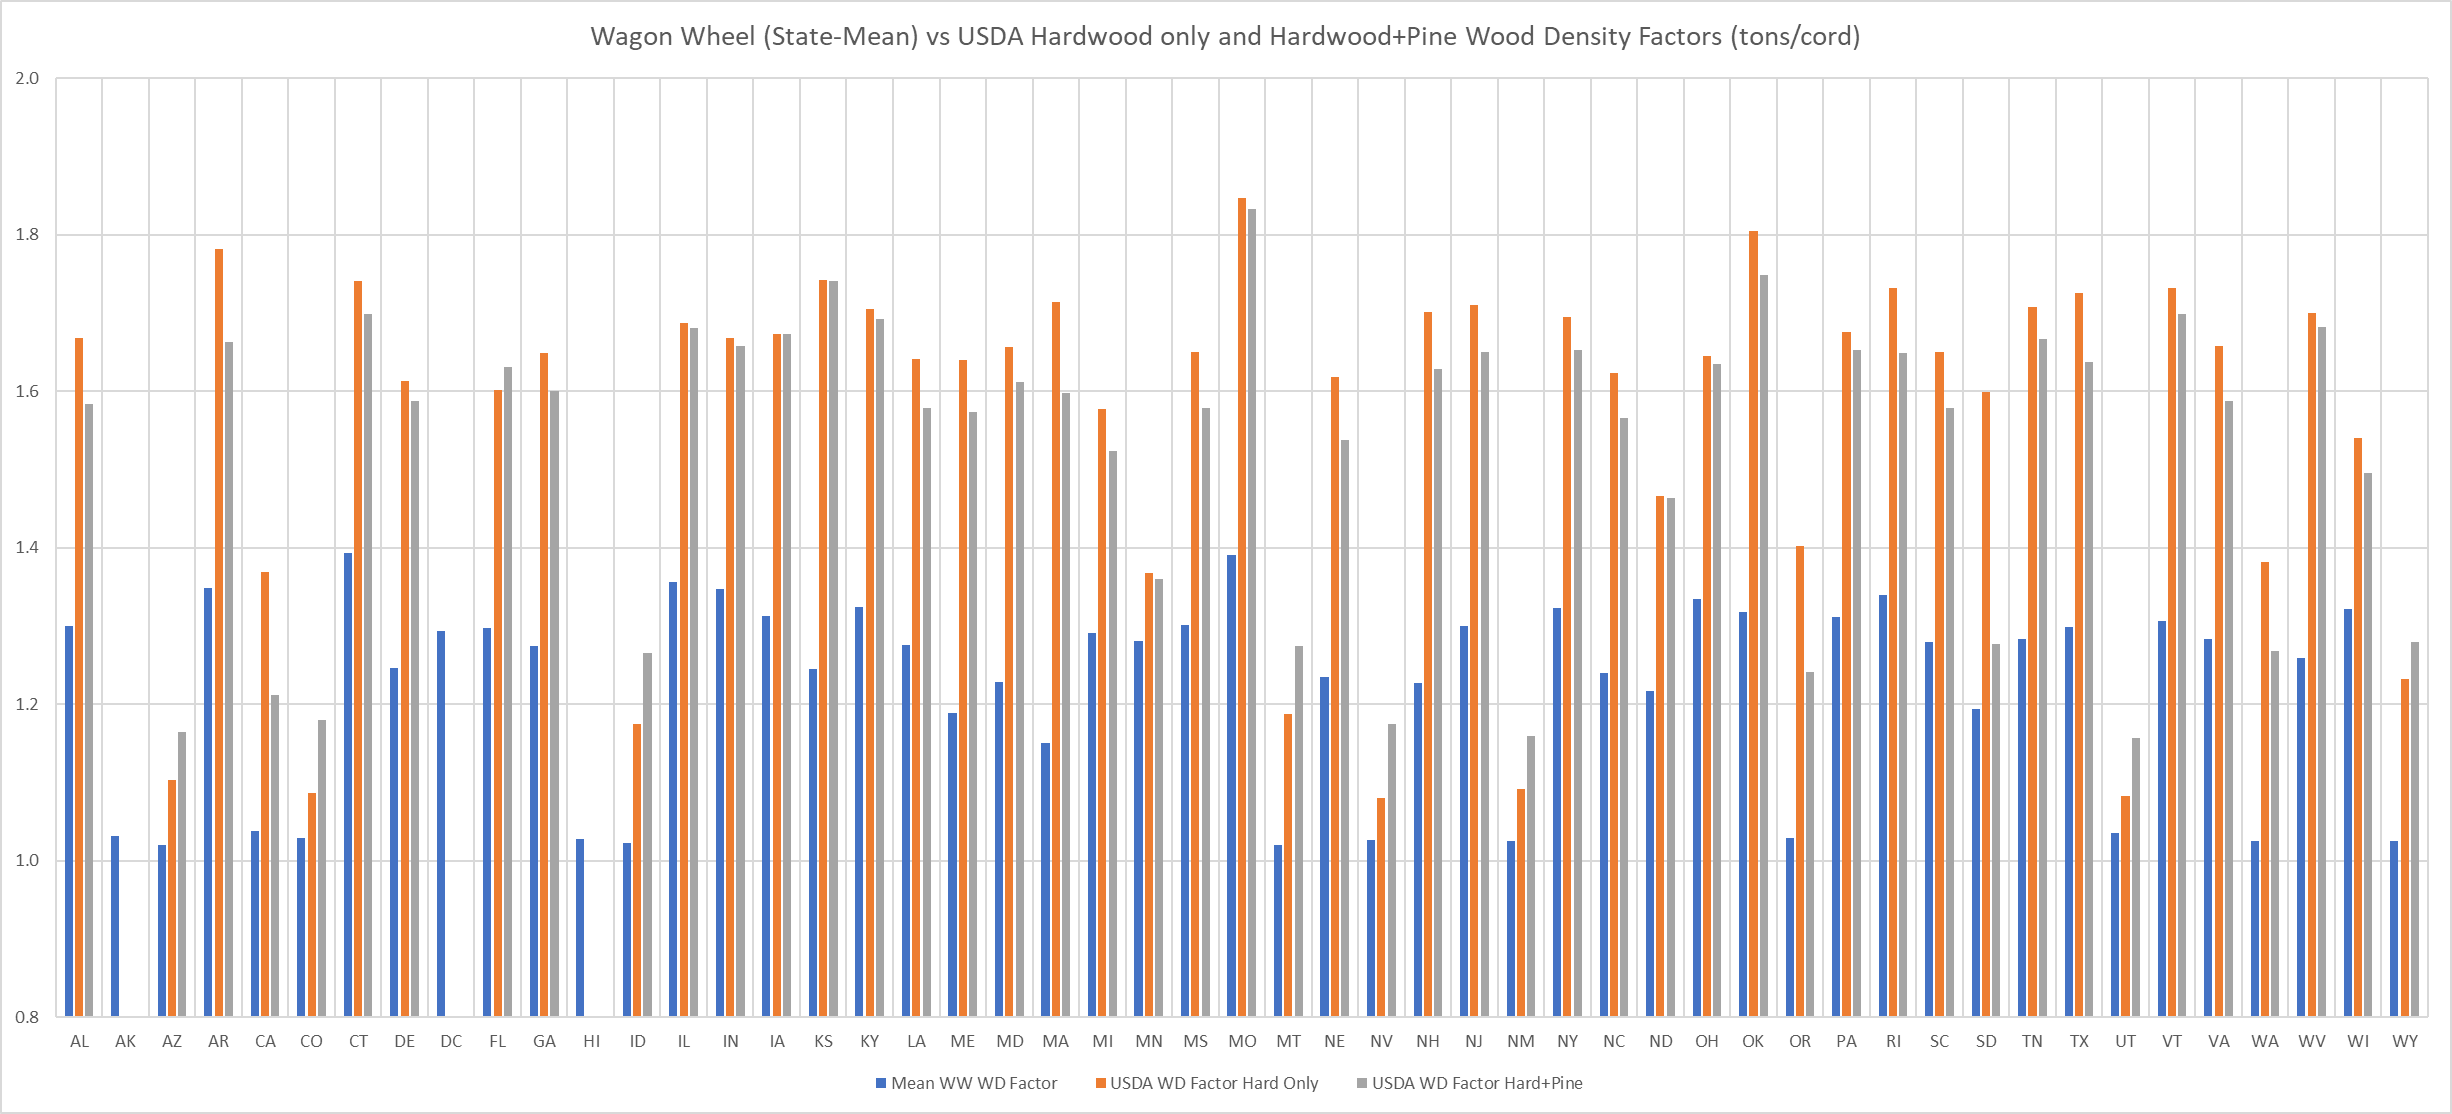 Wagon Wheel (State-Mean) vs USDA Hardwood only and Hardwood+Pine Wood Density Factors (tons/cord)
2.0
1.8
1.6
1.4
1.2
1.0
0.8
AL AK AZ AR CA CO CT DE DC FL GA HI ID IL IN IA KS KY LA ME MD MA MI MN MS MO MT NE NV NH NJ NM NY NC ND OH OK OR PA RI SC SD TN TX UT VT VA WA WV WI WY
Mean WW WD Factor USDA WD Factor Hard Only USDA WD Factor Hard+Pine